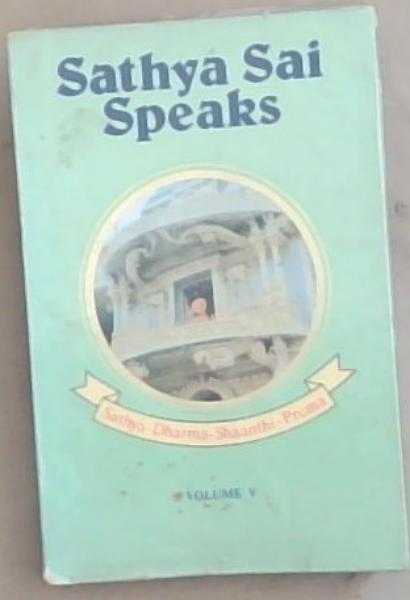 Sathya Sai
Speaks
Sathya-Dharma-Shaanthi-Prema
VOLUME V